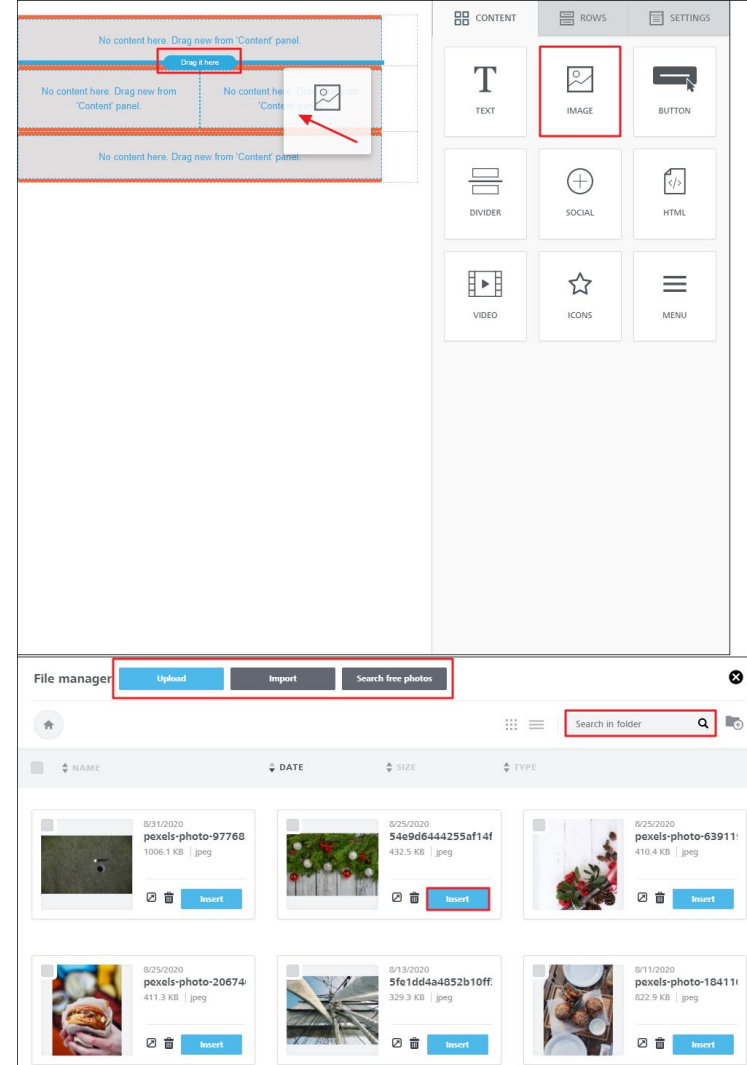 CONTENT
ROWS
SETTINGS
No content here. Drag new from 'Content' panel.
Drag it here
No content here. Drag new from
'Content' panel.
No content here.
TEXT
IMAGE
BUTTON
No content here. Drag new from 'Content' panel.
DIVIDER
SOCIAL
HTML
VIDEO
ICONS
MENU
File manager
Upload
Import
Search free photos
Search in folder
NAME
DATE
SIZE
TYPE
8/31/2020
pexels-photo-97768
1006.1 KB
jpeg
Insert
8/25/2020
54e9d6444255af14f
432.5 KB
jpeg
Insert
8/25/2020
pexels-photo-63911
410.4 KB
jpeg
Insert
8/25/2020
pexels-photo-20674
411.3 KB
jpeg
Insert
8/13/2020
5fe1dd4a4852b10ff
329.3 KB
jpeg
Insert
8/11/2020
pexels-photo-18411
822.9 KB
jpeg
Insert